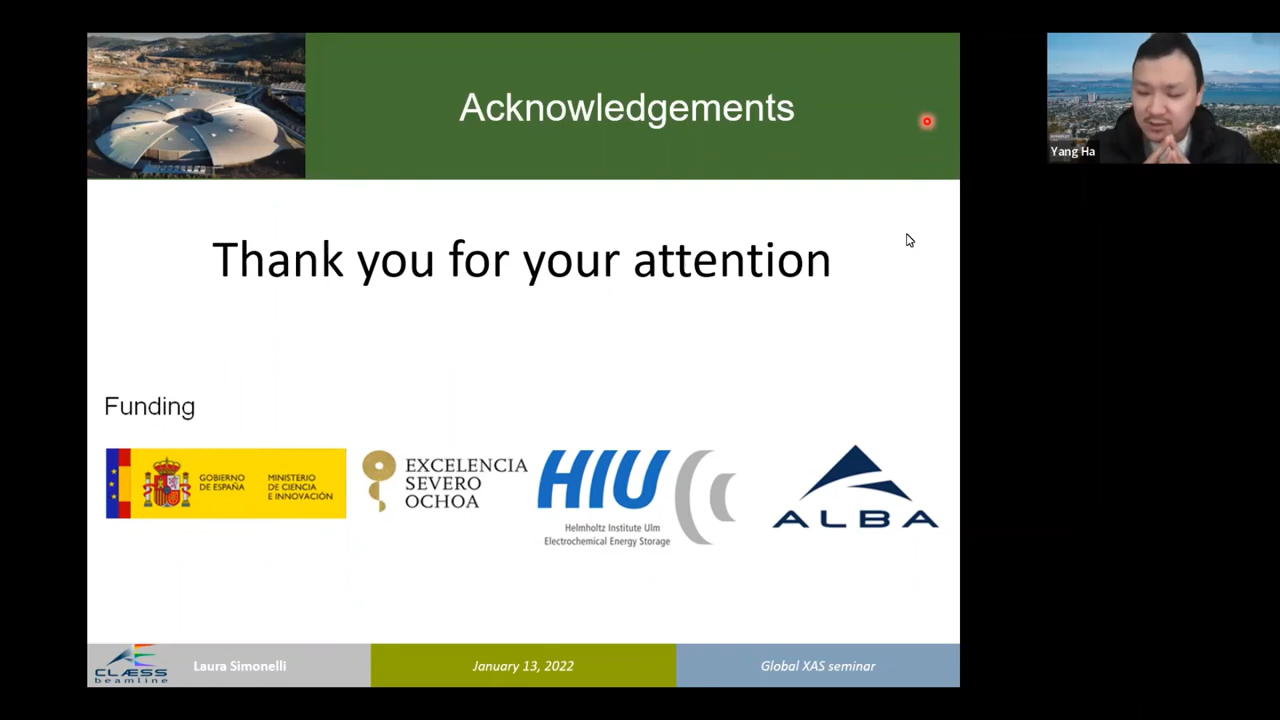 Acknowledgements
Yang Ha
Thank you for your attention
Funding
GOBIERNO
DE ESPAÑA
MINISTERIO
DE CIENCIA
E INNOVACIÓN
EXCELENCIA
SEVERO
OCHOA
HIU
Helmholtz Institute Ulm
Electrochemical Energy Storage
ALBA
CLÆSS
beamline
Laura Simonelli
January 13, 2022
Global XAS seminar